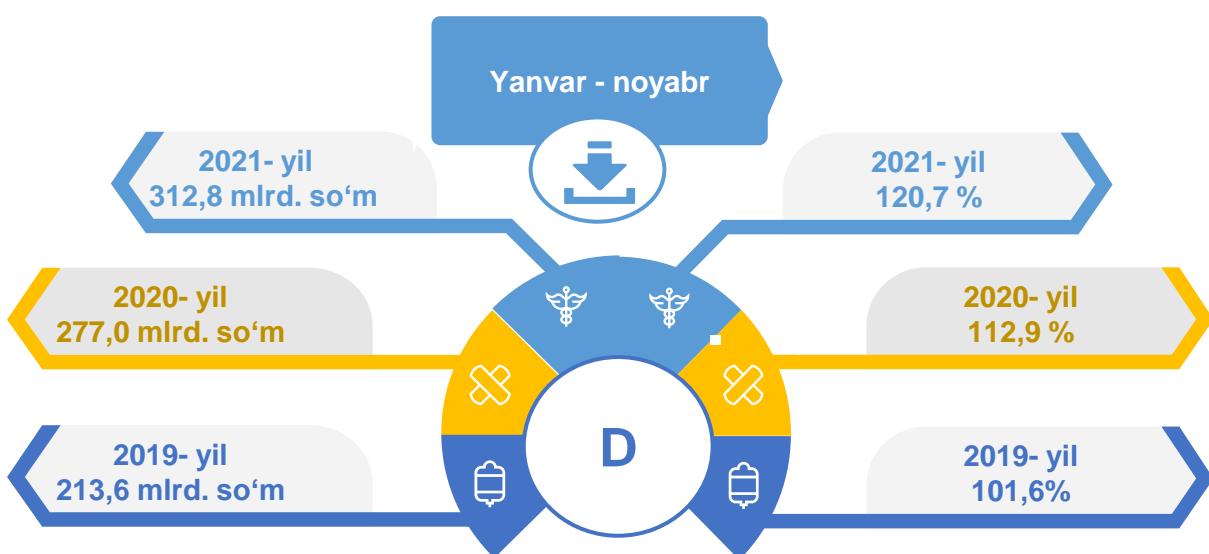 Yanvar - noyabr
2021- yil
312,8 mlrd. so‘m
2021- yil
120,7 %
2020- yil
277,0 mlrd. so‘m
2020- yil
112,9 %
2019- yil
213,6 mlrd. so‘m
2019- yil
101,6%
D